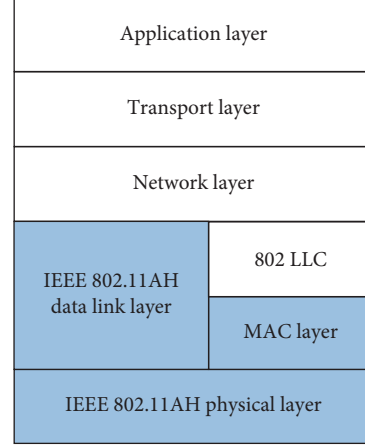 Application layer
Transport layer
Network layer
IEEE 802.11AH
data link layer
802 LLC
MAC layer
IEEE 802.11AH physical layer